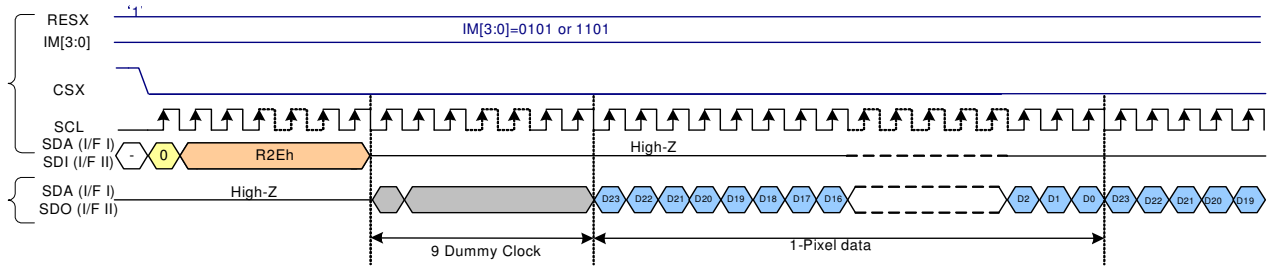 RESX '1'
IM[3:0] IM[3:0]=0101 or 1101
CSX
SCL
SDA (I/F I)
SDI (I/F II) - 0 R2Eh High-Z
SDA (I/F I)
SDO (I/F II) High-Z D23 D22 D21 D20 D19 D18 D17 D16 D2 D1 D0 D23 D22 D21 D20 D19
9 Dummy Clock 1-Pixel data